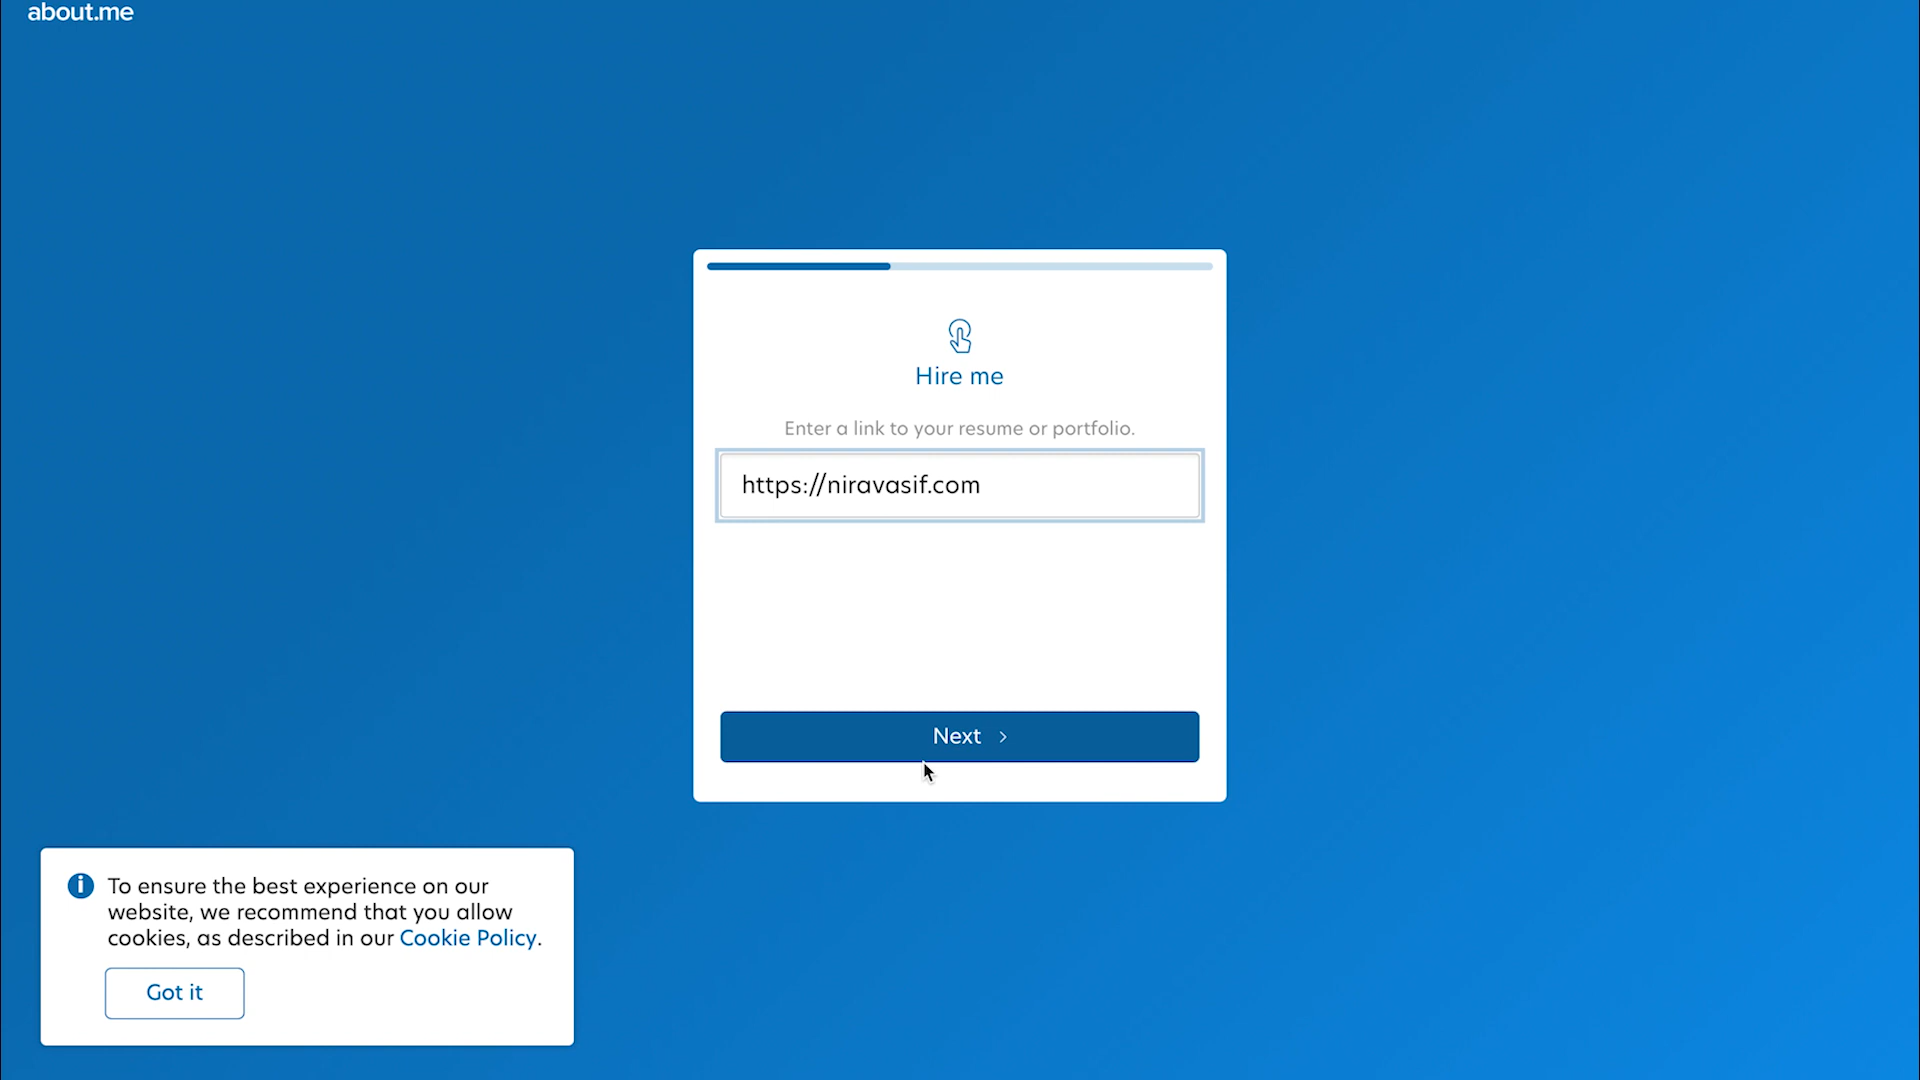 about.me
Hire me
Enter a link to your resume or portfolio.
https://niravasif.com
Next
To ensure the best experience on our
website, we recommend that you allow
cookies, as described in our Cookie Policy.
Got it